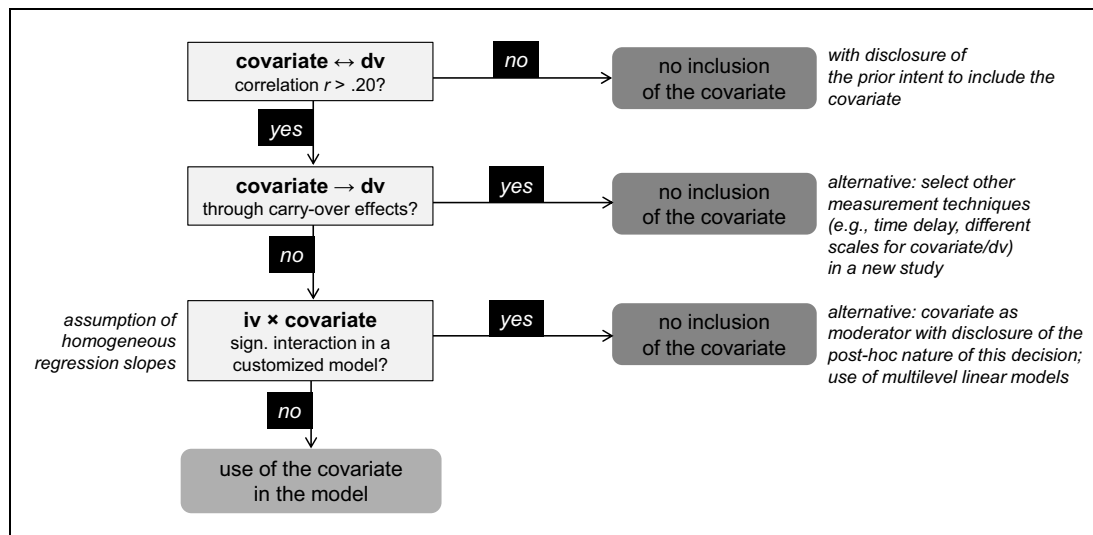 covariate ↔ dv
correlation r > .20?
no
no inclusion
of the covariate
with disclosure of
the prior intent to include the
covariate
yes
covariate → dv
through carry-over effects?
yes
no inclusion
of the covariate
alternative: select other
measurement techniques
(e.g., time delay, different
scales for covariate/dv)
in a new study
no
assumption of
homogeneous
regression slopes
iv × covariate
sign. interaction in a
customized model?
yes
no inclusion
of the covariate
alternative: covariate as
moderator with disclosure of the
post-hoc nature of this decision;
use of multilevel linear models
no
use of the covariate
in the model